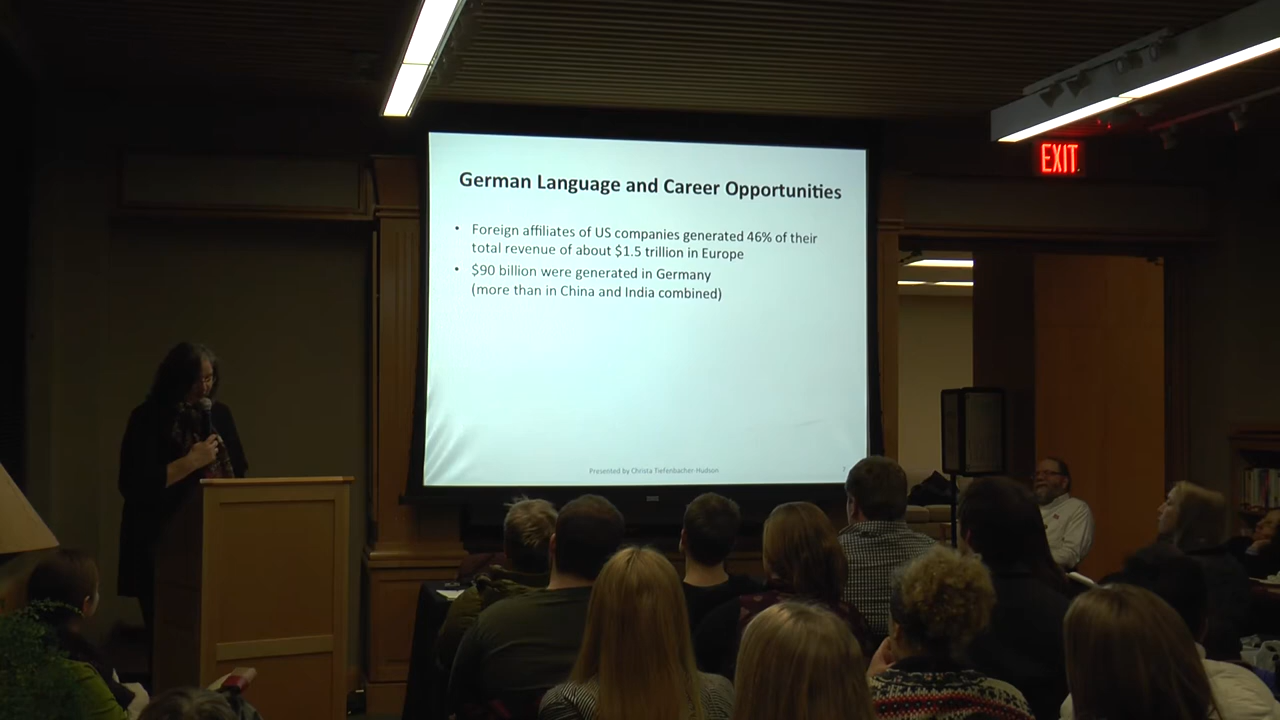 EXIT
German Language and Career Opportunities
• Foreign affiliates of US companies generated 46% of their
total revenue of about $1.5 trillion in Europe
• $90 billion were generated in Germany
(more than in China and India combined)
Presented by Christa Tiefenbacher-Hudson